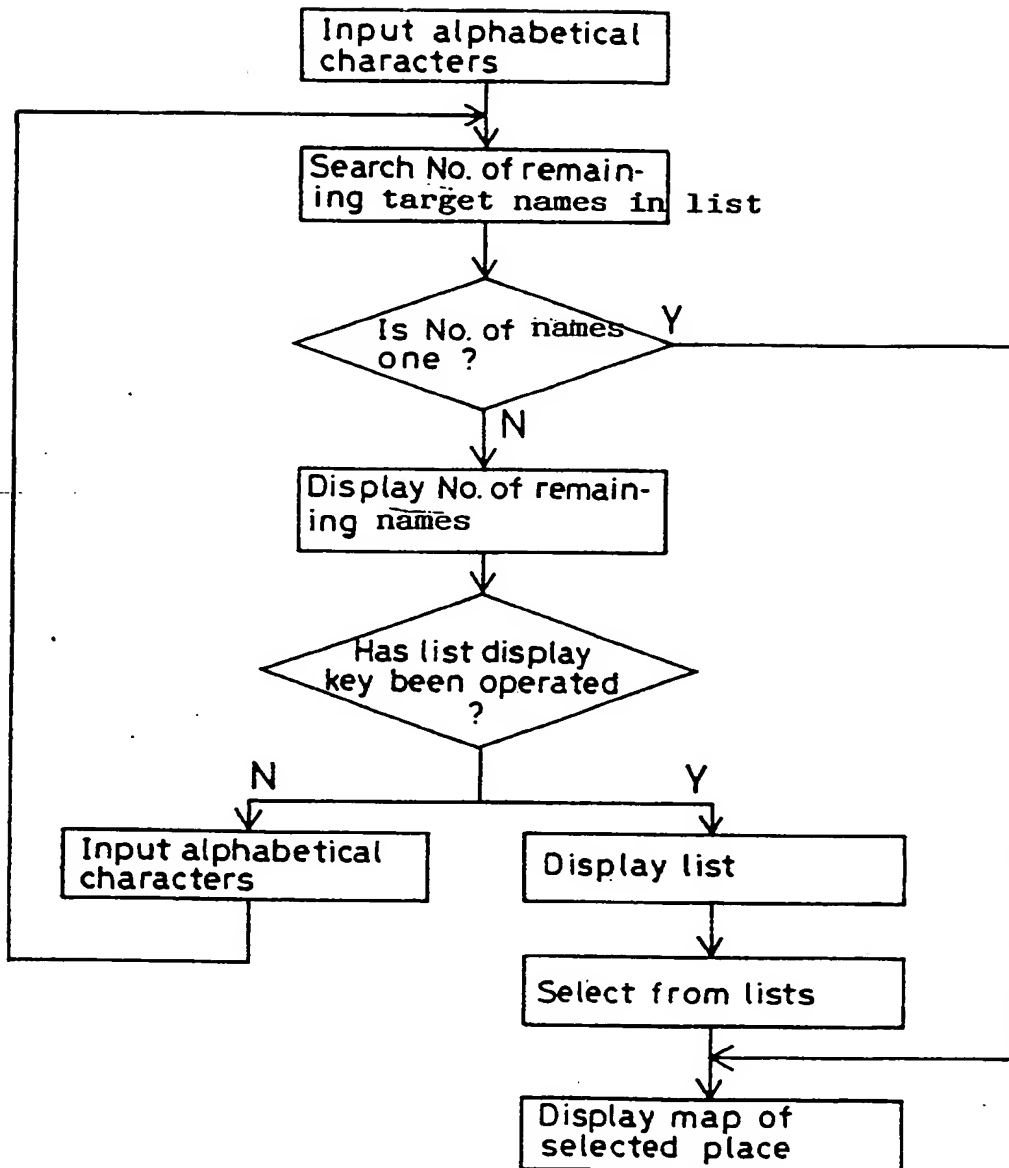 Input alphabetical
characters
Search No. of remain-
ing target names in list
Is No. of names
one ?
Y
N
Display No. of remain-
ing names
Has list display
key been operated
?
N
Y
Input alphabetical
characters
Display list
Select from lists
Display map of
selected place